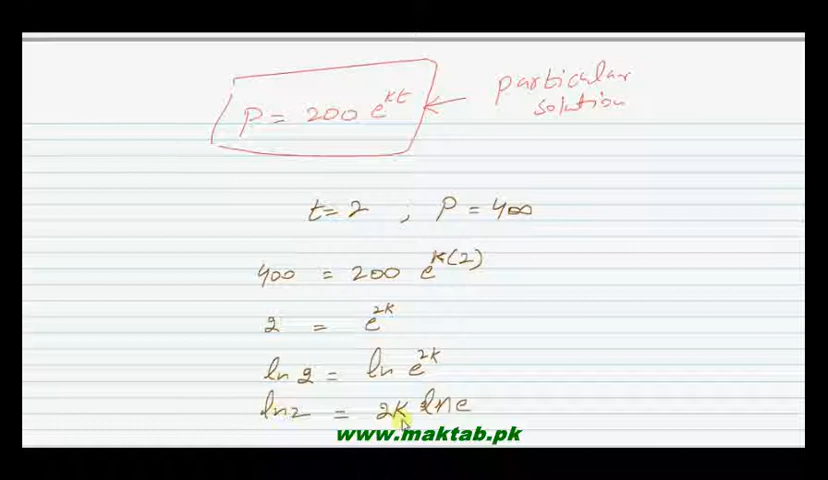 P = 200 e^{kt} ← particular
solution
t = 2 ; P = 400
400 = 200 e^{k(2)}
2 = e^{2k}
ln 2 = ln e^{2k}
ln 2 = 2k ln e
www.maktab.pk